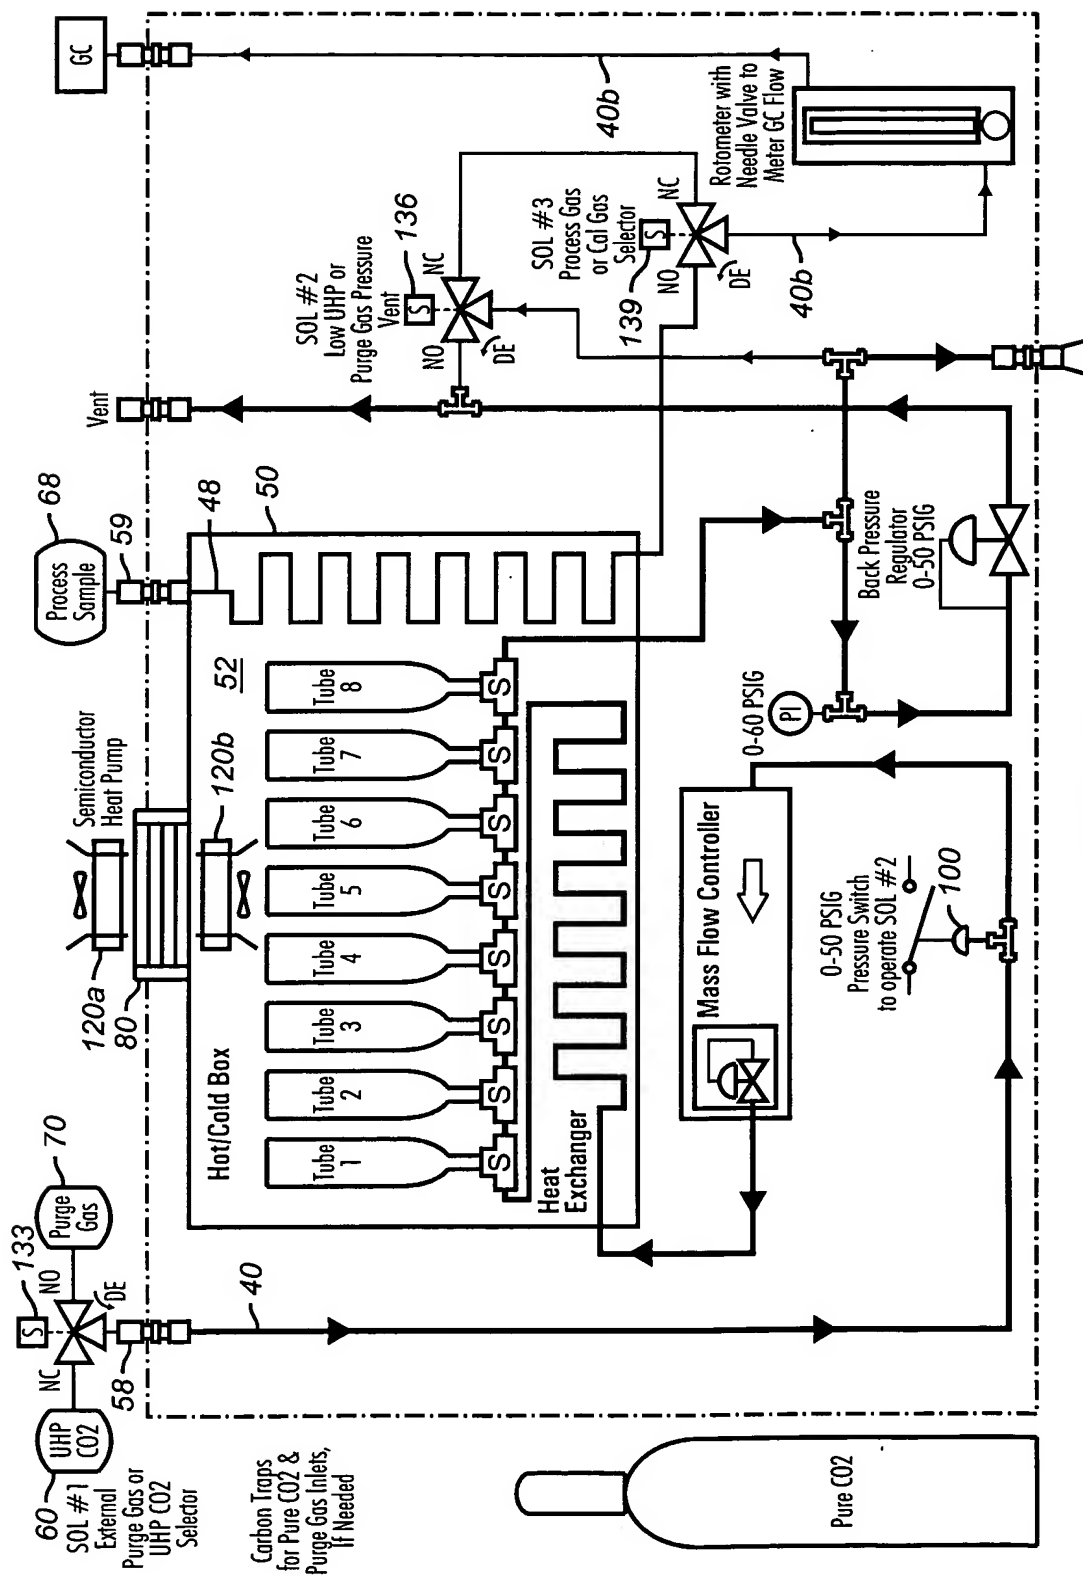 GC
40b
Rotometer with
Needle Valve to
Meter GC Flow
SOL #2
Low UHP or
Purge Gas Pressure
Vent
136
S
NC
NO
DE
SOL #3
Process Gas
or Cal Gas
Selector
139
S
NC
NO
DE
40b
Vent
68
Process
Sample
59
48
50
52
Back Pressure
Regulator
0-50 PSIG
0-60 PSIG
PI
Semiconductor
Heat Pump
120a
80
120b
Hot/Cold Box
Tube
1
Tube
2
Tube
3
Tube
4
Tube
5
Tube
6
Tube
7
Tube
8
S
S
S
S
S
S
S
S
Heat
Exchanger
Mass Flow Controller
0-50 PSIG
Pressure Switch
to operate SOL #2
100
70
Purge
Gas
133
S
NO
DE
NC
58
40
UHP
CO2
60
SOL #1
External
Purge Gas or
UHP CO2
Selector
Carbon Traps
for Pure CO2 &
Purge Gas Inlets,
If Needed
Pure CO2